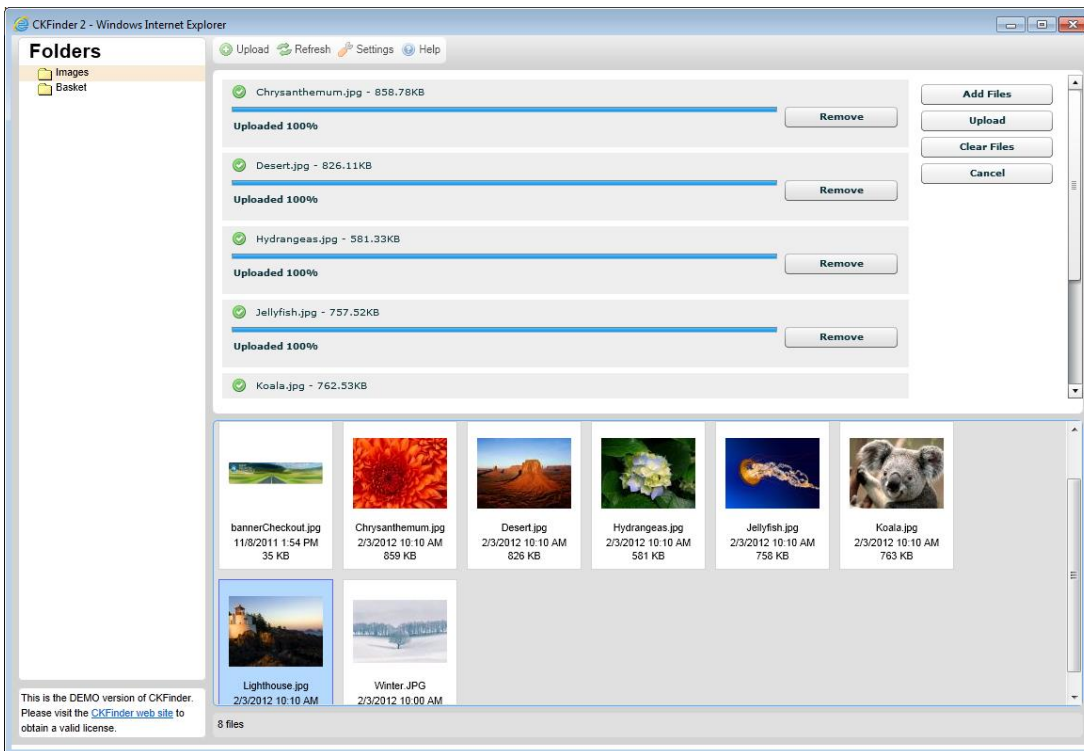 CKFinder 2 - Windows Internet Explorer
Folders
Images
Basket
Upload Refresh Settings Help
Chrysanthemum.jpg - 858.78KB
Uploaded 100%
Remove
Desert.jpg - 826.11KB
Uploaded 100%
Remove
Hydrangeas.jpg - 581.33KB
Uploaded 100%
Remove
Jellyfish.jpg - 757.52KB
Uploaded 100%
Remove
Koala.jpg - 762.53KB
Add Files
Upload
Clear Files
Cancel
bannerCheckout.jpg
11/8/2011 1:54 PM
35 KB
Chrysanthemum.jpg
2/3/2012 10:10 AM
859 KB
Desert.jpg
2/3/2012 10:10 AM
826 KB
Hydrangeas.jpg
2/3/2012 10:10 AM
581 KB
Jellyfish.jpg
2/3/2012 10:10 AM
758 KB
Koala.jpg
2/3/2012 10:10 AM
763 KB
Lighthouse.jpg
2/3/2012 10:10 AM
Winter.JPG
2/3/2012 10:00 AM
This is the DEMO version of CKFinder.
Please visit the CKFinder web site to
obtain a valid license.
8 files